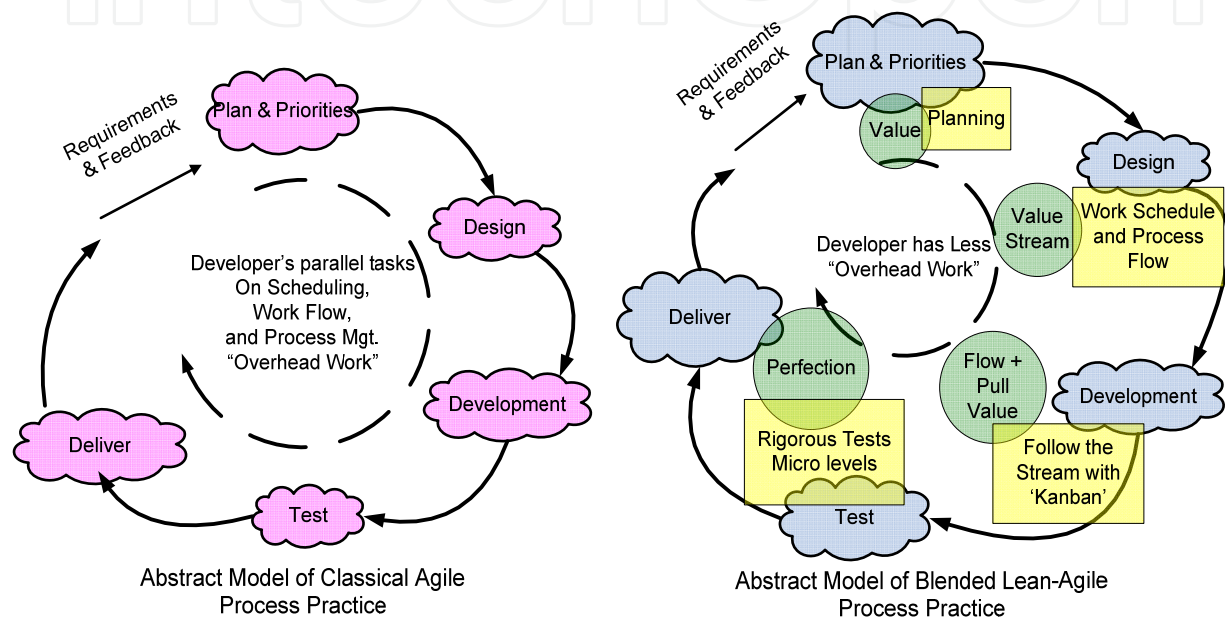 Requirements
& Feedback
Plan & Priorities
Design
Developer's parallel tasks
On Scheduling,
Work Flow,
and Process Mgt.
“Overhead Work”
Development
Deliver
Test
Abstract Model of Classical Agile
Process Practice
Requirements
& Feedback
Plan & Priorities
Value
Planning
Design
Value
Stream
Work Schedule
and Process
Flow
Developer has Less
“Overhead Work”
Deliver
Perfection
Flow +
Pull
Value
Development
Rigorous Tests
Micro levels
Follow the
Stream with
‘Kanban’
Test
Abstract Model of Blended Lean-Agile
Process Practice